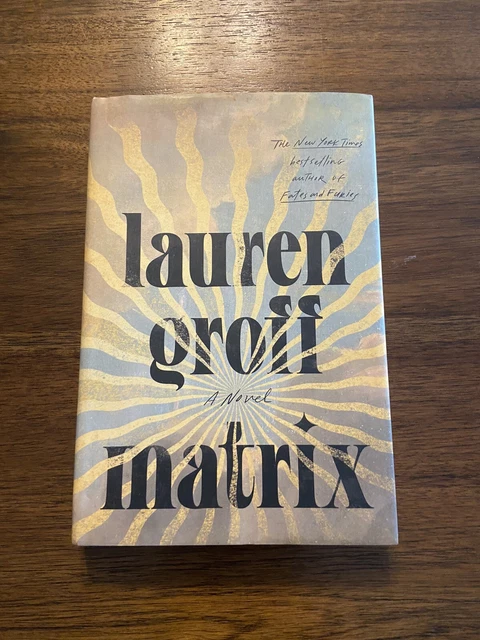 The New York Times
bestselling
author of
Fates and Furies
lauren
groff
A Novel
matrix